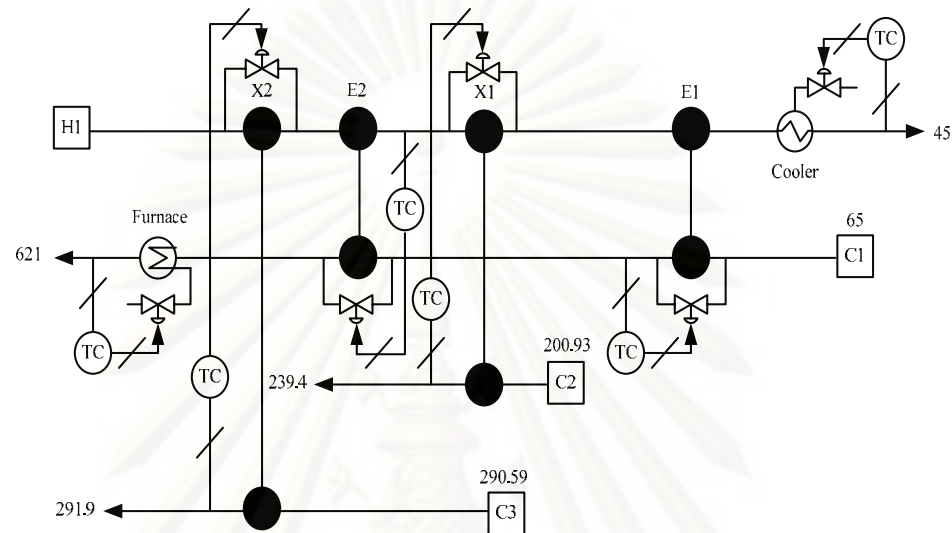 X2
E2
X1
E1
TC
H1
45
Cooler
Furnace
TC
65
621
C1
TC
200.93
TC
TC
TC
239.4
C2
290.59
291.9
C3